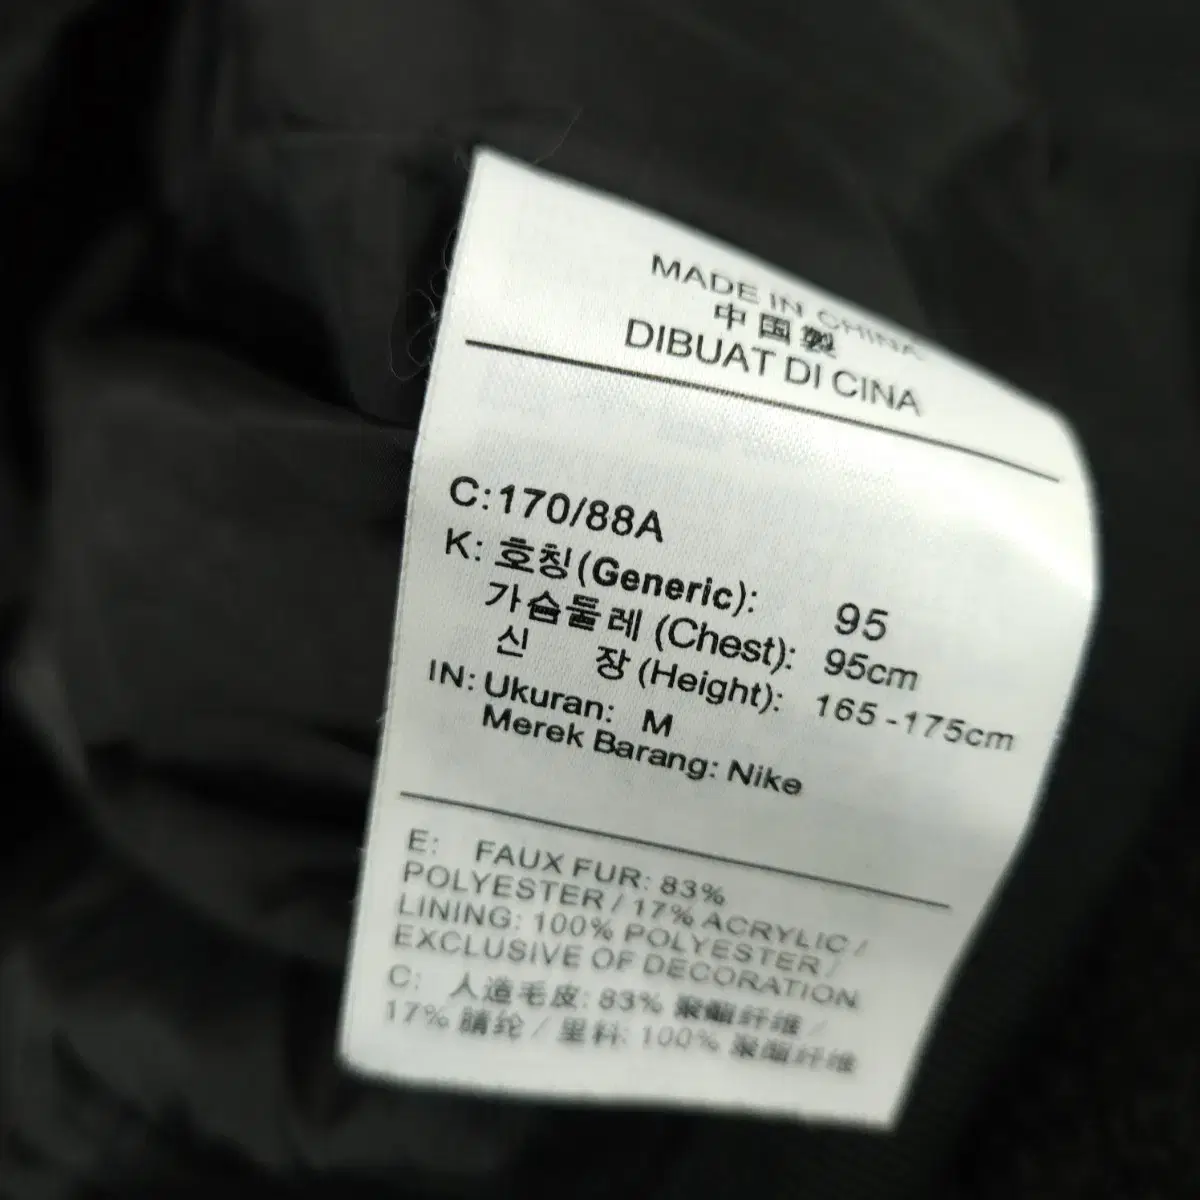 MADE IN CHINA
中国製
DIBUAT DI CINA
C:170/88A
K: 호칭(Generic): 95
가슴둘레 (Chest): 95cm
신 장 (Height): 165 -175cm
IN: Ukuran: M
Merek Barang: Nike
E: FAUX FUR: 83%
POLYESTER / 17% ACRYLIC /
LINING: 100% POLYESTER /
EXCLUSIVE OF DECORATION
C: 人造毛皮: 83% 聚酯纤维 /
17% 腈纶 / 里料: 100% 聚酯纤维